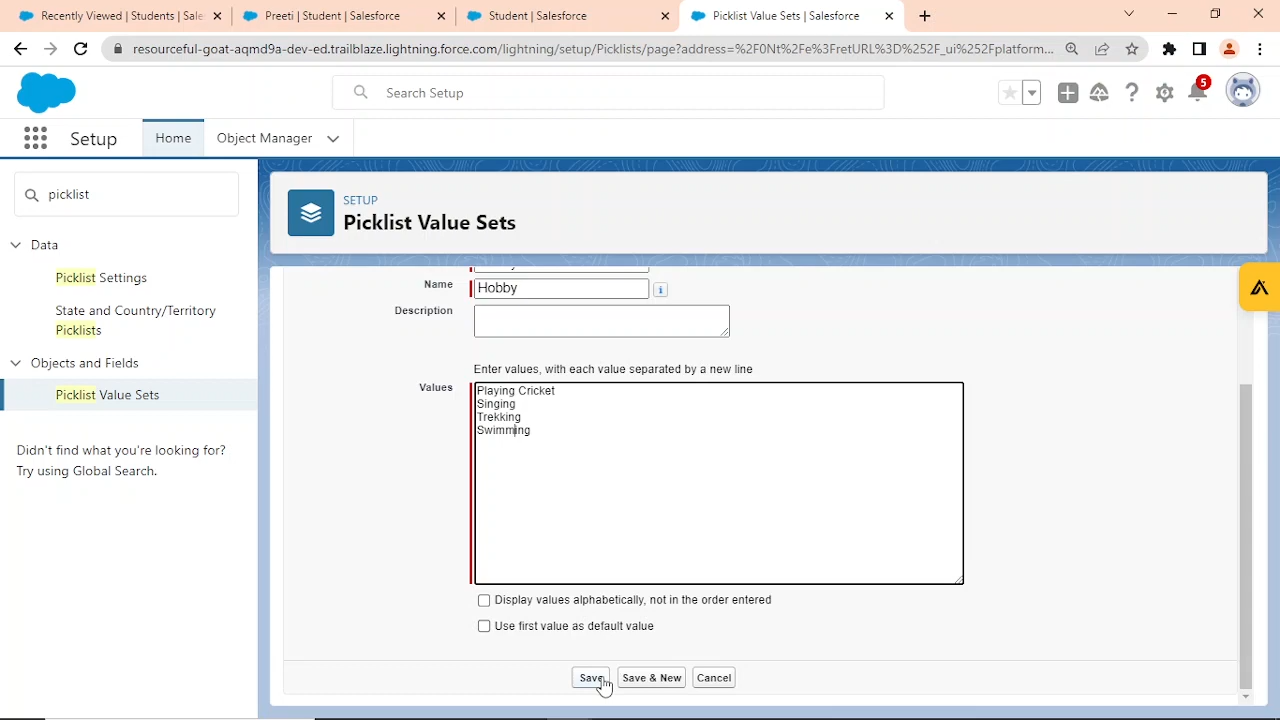 Recently Viewed | Students | Sales
Preeti | Student | Salesforce
Student | Salesforce
Picklist Value Sets | Salesforce
resourceful-goat-aqmd9a-dev-ed.trailblaze.lightning.force.com/lightning/setup/Picklists/page?address=%2F0Nt%2Fe%3FretURL%3D%252F_ui%252Fplatform...
Search Setup
5
Setup
Home
Object Manager
picklist
Data
Picklist Settings
State and Country/Territory
Picklists
Objects and Fields
Picklist Value Sets
Didn't find what you're looking for?
Try using Global Search.
SETUP
Picklist Value Sets
Name
Hobby
i
Description
Enter values, with each value separated by a new line
Values
Playing Cricket
Singing
Trekking
Swimming
Display values alphabetically, not in the order entered
Use first value as default value
Save
Save & New
Cancel